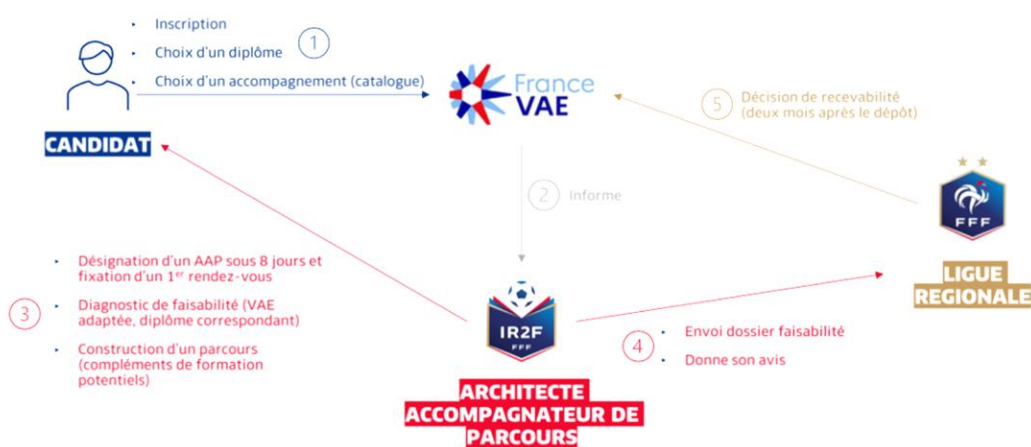 Inscription
1
Choix d'un diplôme
Choix d'un accompagnement (catalogue)
CANDIDAT
France
VAE
5
Décision de recevabilité
(deux mois après le dépôt)
2
Informe
FFF
LIGUE
REGIONALE
3
Désignation d'un AAP sous 8 jours et
fixation d'un 1er rendez-vous
Diagnostic de faisabilité (VAE
adaptée, diplôme correspondant)
Construction d'un parcours
(compléments de formation
potentiels)
IR2F
FFF
4
Envoi dossier faisabilité
Donne son avis
ARCHITECTE
ACCOMPAGNATEUR DE
PARCOURS